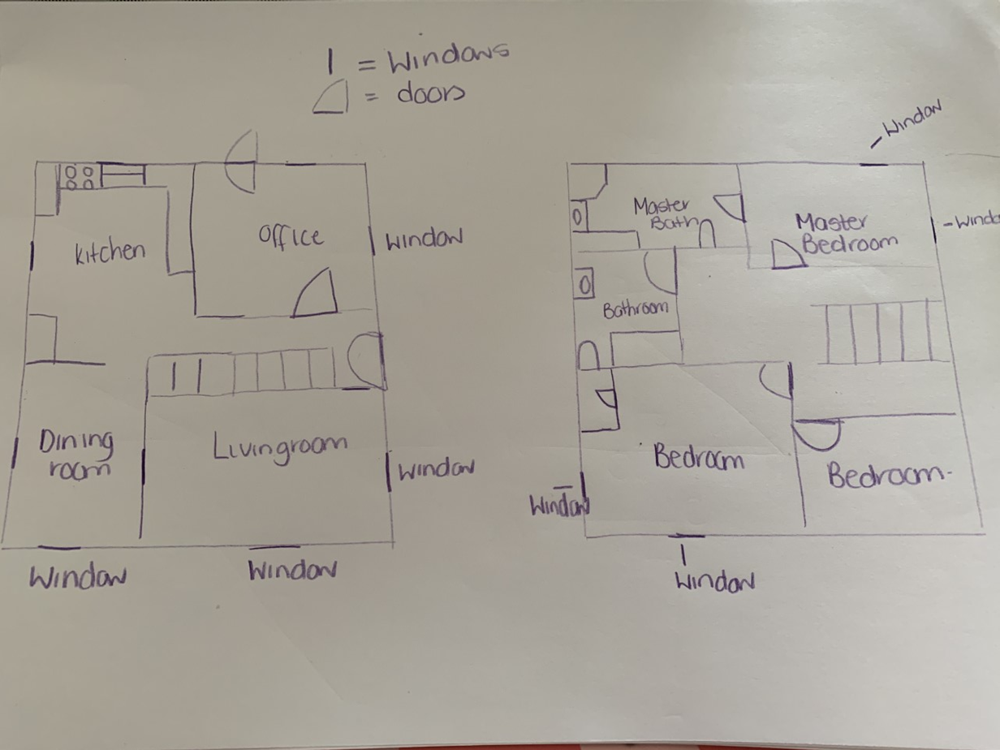 | = Windows
= doors
Window
Kitchen
Office
Window
Master
Bath
Master
Bedroom
- Wind
Bathroom
Dining
room
Livingroom
Window
Bedroom
Bedroom
Window
Window
Window
Window